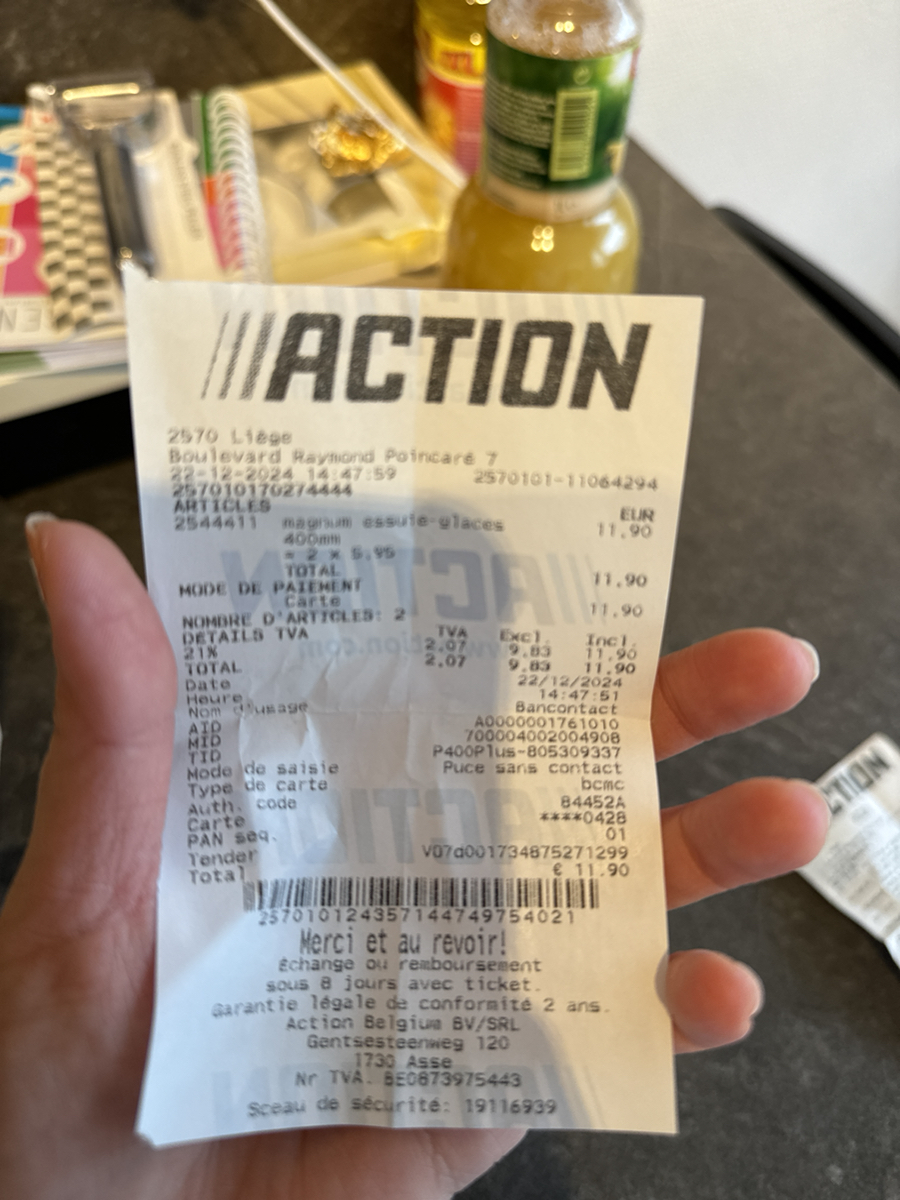 ///ACTION
2570 Liège
Boulevard Raymond Poincaré 7
22-12-2024 14:47:59 2570101-11064294
257010170274444
ARTICLES EUR
2544411 magnum essuie-glaces 11.90
400mm
= 2 x 5.95
TOTAL 11.90
MODE DE PAIEMENT
Carte 11.90
NOMBRE D'ARTICLES: 2
DÉTAILS TVA TVA Excl. Incl.
21% 2.07 9.83 11.90
TOTAL 2.07 9.83 11.90
Date 22/12/2024
Heure 14:47:51
Nom d'usage Bancontact
AID A0000001761010
MID 700004002004908
TID P400Plus-805309337
Mode de saisie Puce sans contact
Type de carte bcmc
Auth. code 84452A
Carte ****0428
PAN seq. 01
Tender V07d001734875271299
Total € 11.90
257010124357144749754021
Merci et au revoir!
Échange ou remboursement
sous 8 jours avec ticket.
Garantie légale de conformité 2 ans.
Action Belgium BV/SRL
Gentsesteenweg 120
1730 Asse
Nr TVA. BE0873975443
Sceau de sécurité: 19116939
CTION